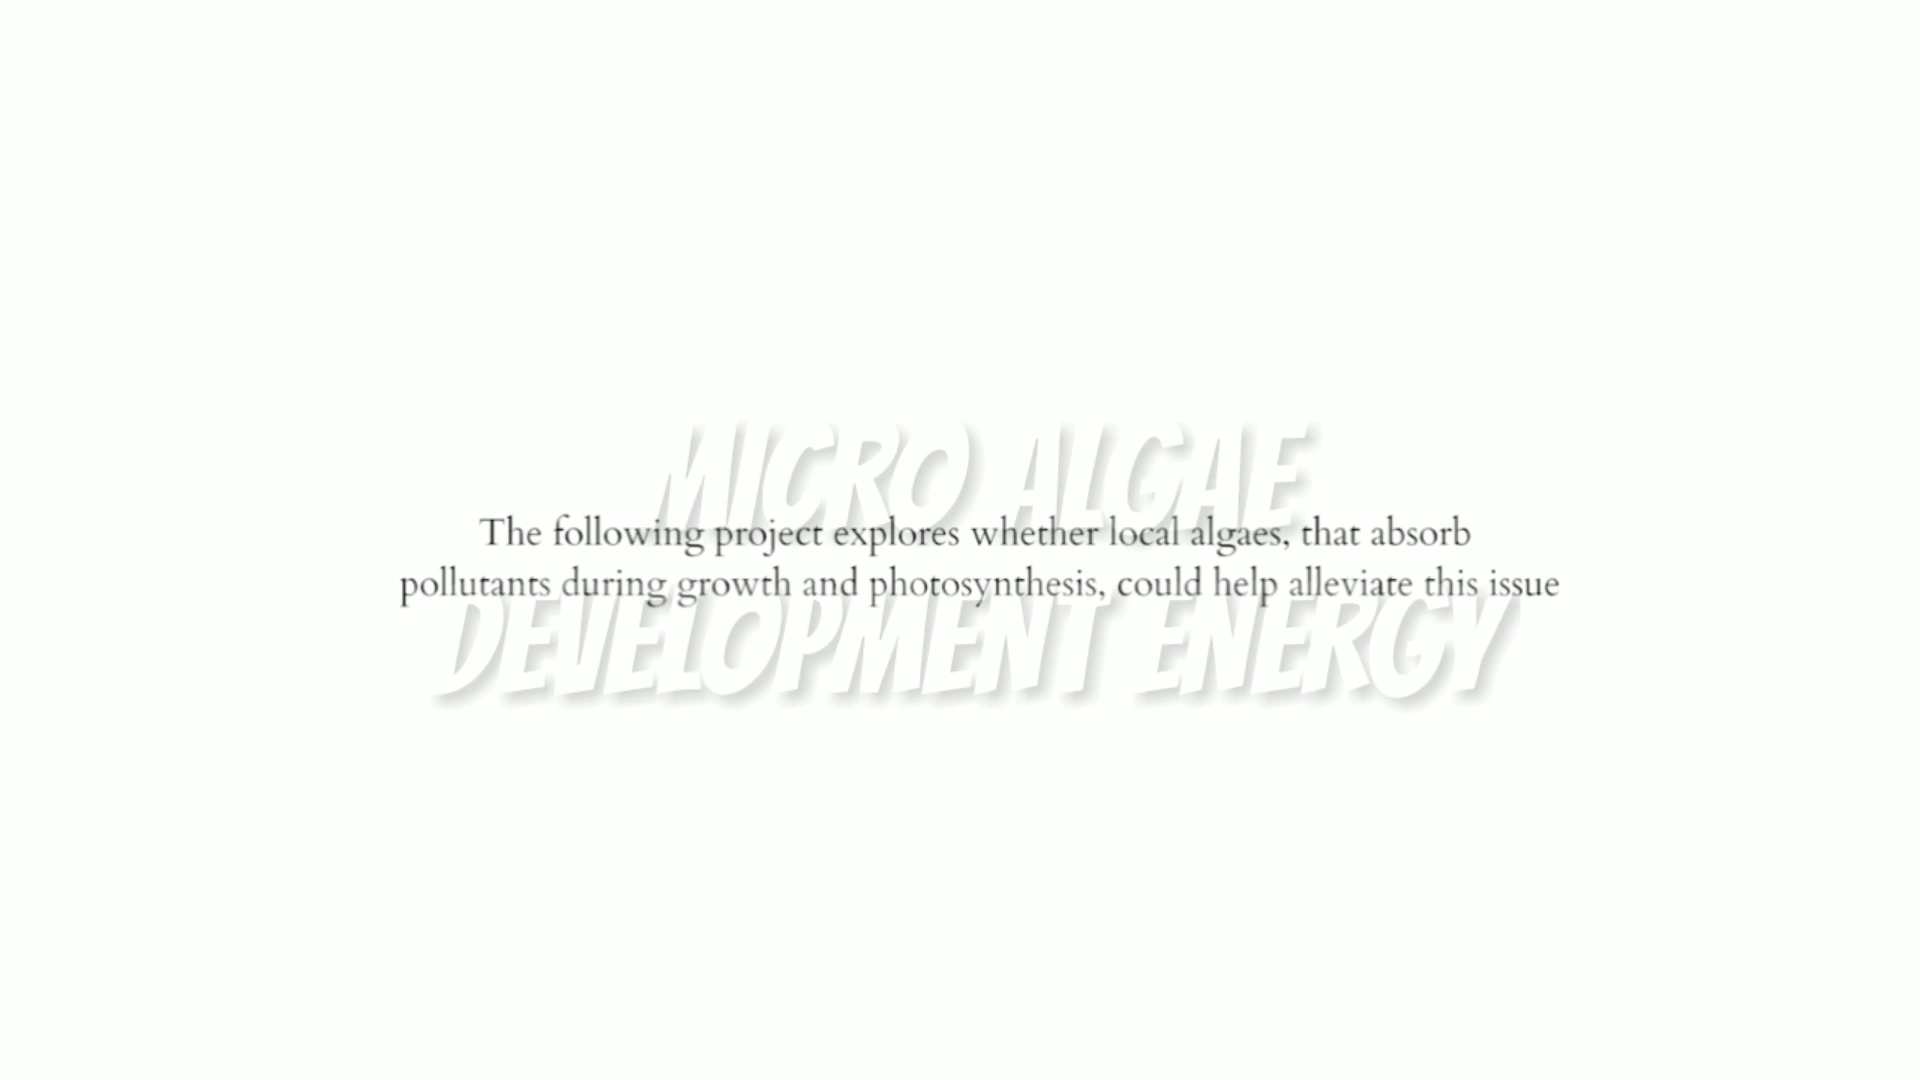 MICRO ALGAE
The following project explores whether local algaes, that absorb
pollutants during growth and photosynthesis, could help alleviate this issue
DEVELOPMENT ENERGY